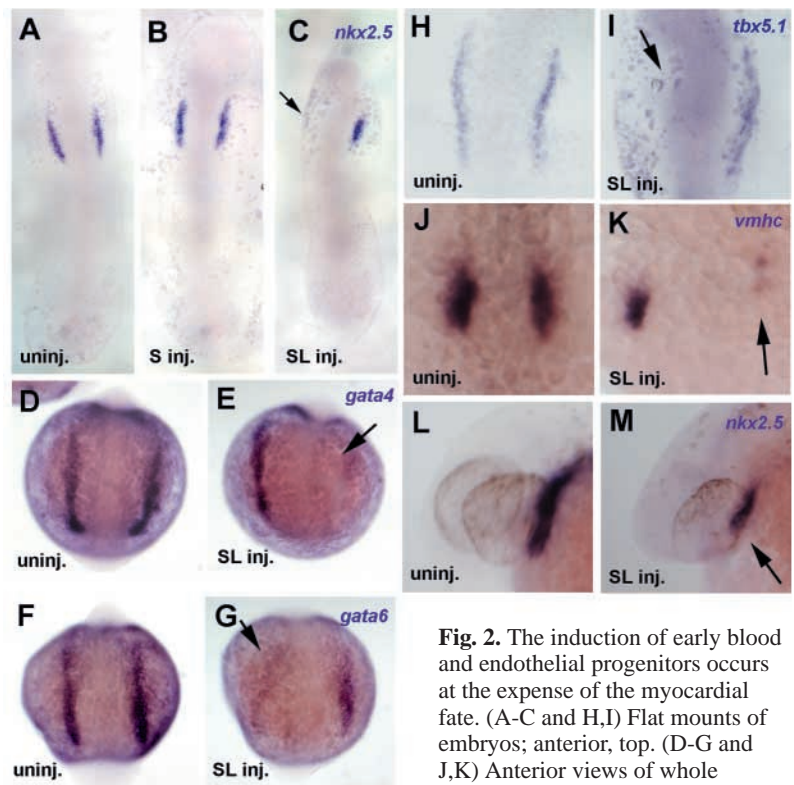 A
B
C nkx2.5
uninj.
S inj.
SL inj.
H
I tbx5.1
uninj.
SL inj.
J
K vmhc
uninj.
SL inj.
D
E gata4
uninj.
SL inj.
L
M nkx2.5
uninj.
SL inj.
F
G gata6
uninj.
SL inj.
Fig. 2. The induction of early blood
and endothelial progenitors occurs
at the expense of the myocardial
fate. (A-C and H,I) Flat mounts of
embryos; anterior, top. (D-G and
J,K) Anterior views of whole